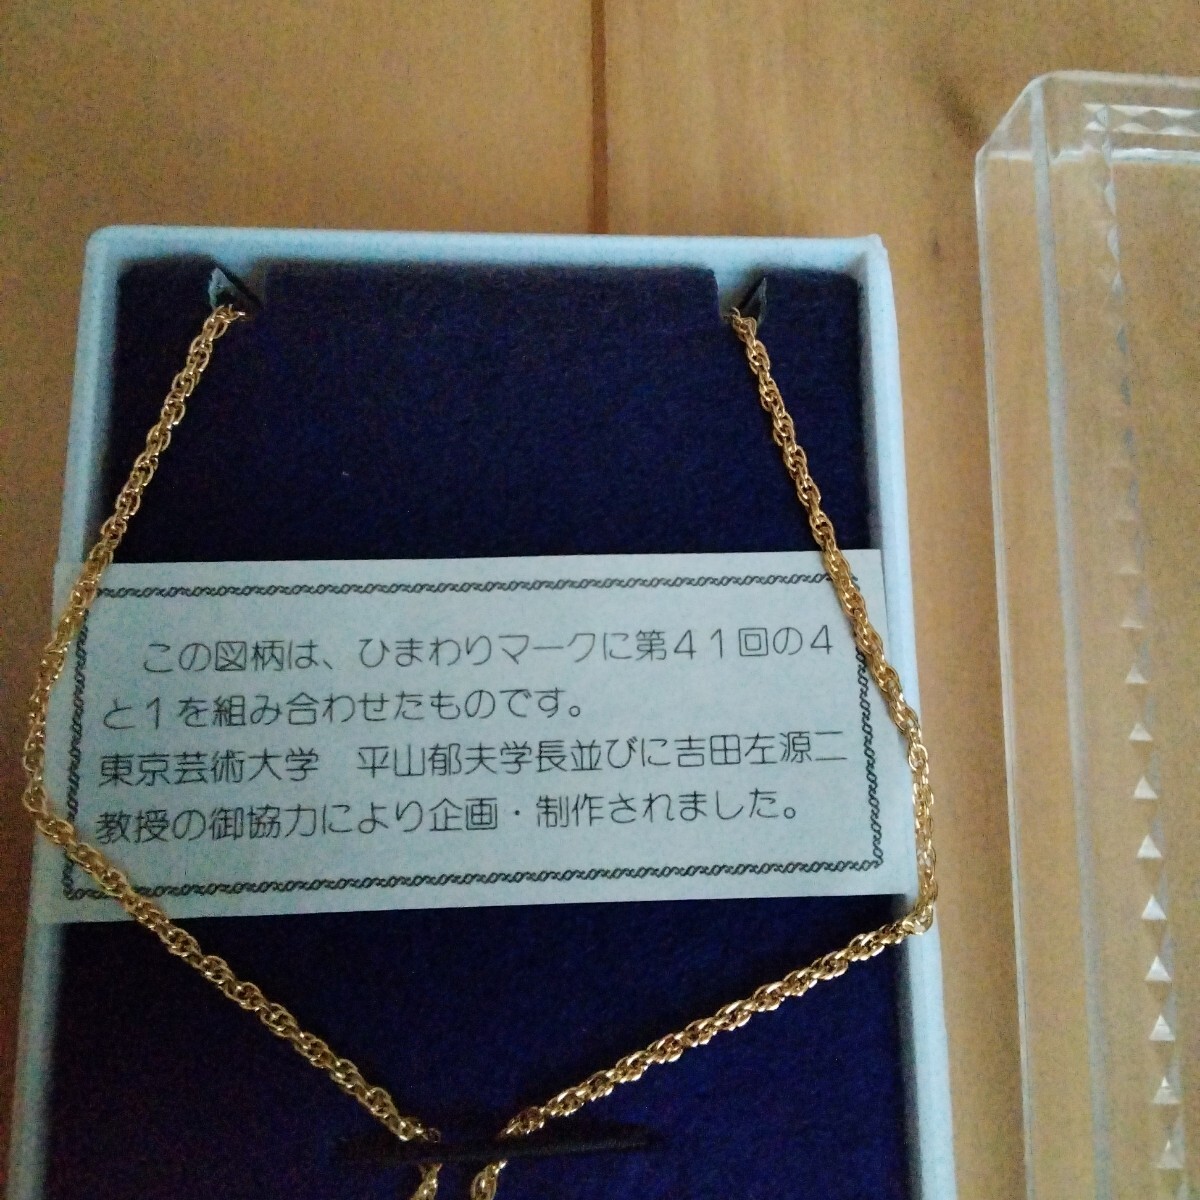 この図柄は、ひまわりマークに第４１回の４
と１を組み合わせたものです。
東京芸術大学　平山郁夫学長並びに吉田左源二
教授の御協力により企画・制作されました。